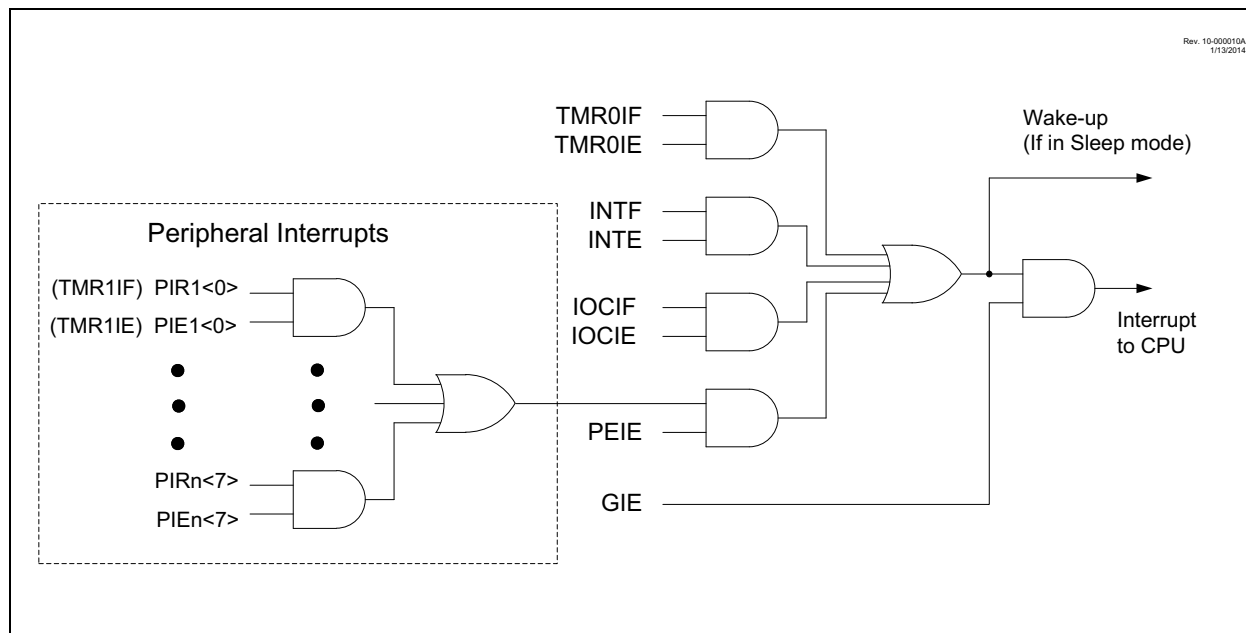 Rev. 10-000010A
1/13/2014
TMR0IF
TMR0IE
Wake-up
(If in Sleep mode)
INTF
INTE
Peripheral Interrupts
(TMR1IF) PIR1<0>
(TMR1IE) PIE1<0>
IOCIF
IOCIE
Interrupt
to CPU
PEIE
PIRn<7>
PIEn<7>
GIE